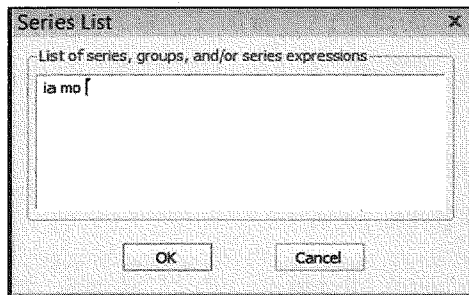 Series List
List of series, groups, and/or series expressions
ia mo
OK
Cancel